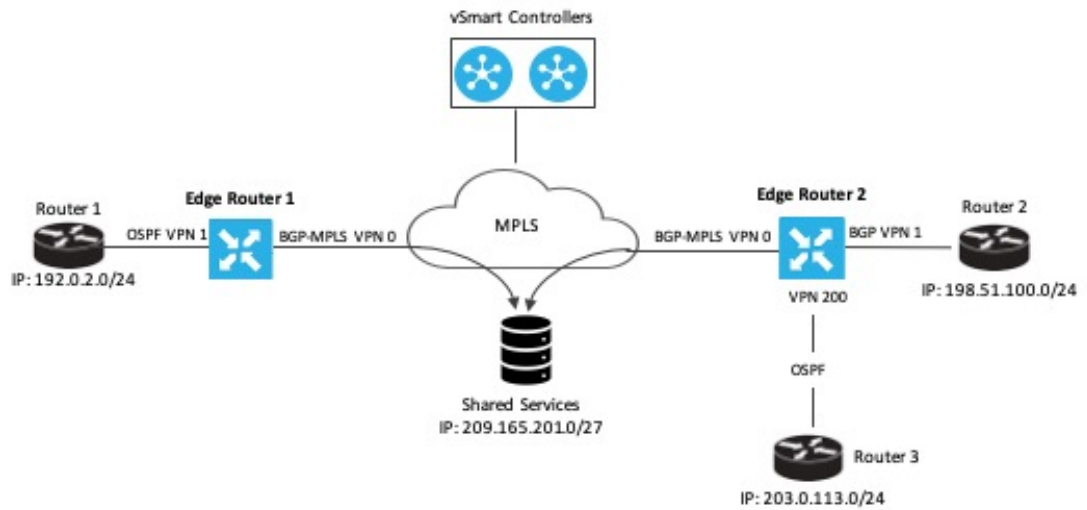 vSmart Controllers
Edge Router 1
Edge Router 2
Router 1
Router 2
MPLS
OSPF VPN 1
BGP-MPLS VPN 0
BGP-MPLS VPN 0
BGP VPN 1
IP: 192.0.2.0/24
IP: 198.51.100.0/24
VPN 200
OSPF
Shared Services
IP: 209.165.201.0/27
Router 3
IP: 203.0.113.0/24